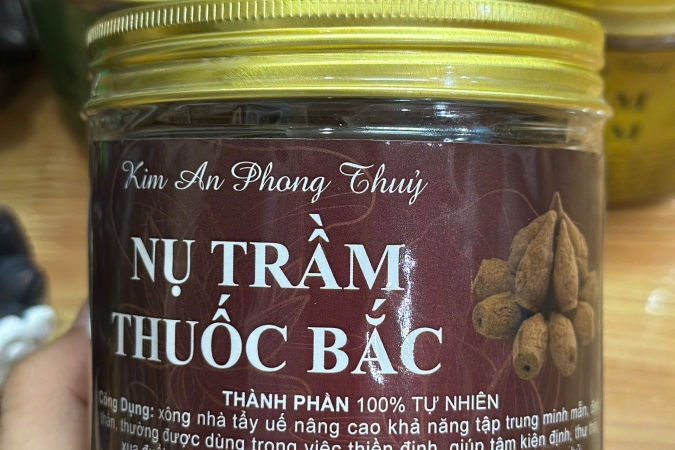 Kim An Phong Thuỷ
NỤ TRẦM
THUỐC BẮC
THÀNH PHẦN 100% TỰ NHIÊN
Công Dụng: xông nhà tẩy uế nâng cao khả năng tập trung minh mẫn,
thần, thường được dùng trong việc thiền định, giúp tâm kiên định, thư